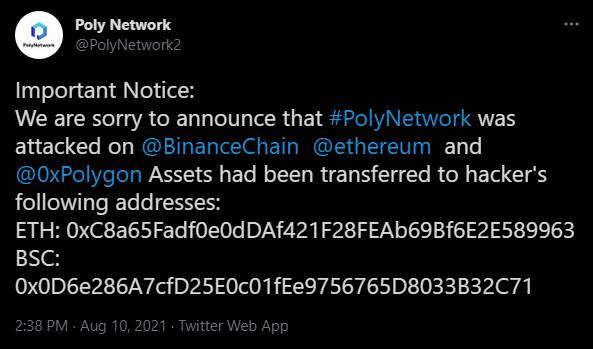 Poly Network
@PolyNetwork2
PolyNetwork
Important Notice:
We are sorry to announce that #PolyNetwork was
attacked on @BinanceChain @ethereum and
@0xPolygon Assets had been transferred to hacker's
following addresses:
ETH: 0xC8a65Fadf0e0dDAf421F28FEAb69Bf6E2E589963
BSC:
0x0D6e286A7cfD25E0c01fEe9756765D8033B32C71
2:38 PM · Aug 10, 2021 · Twitter Web App